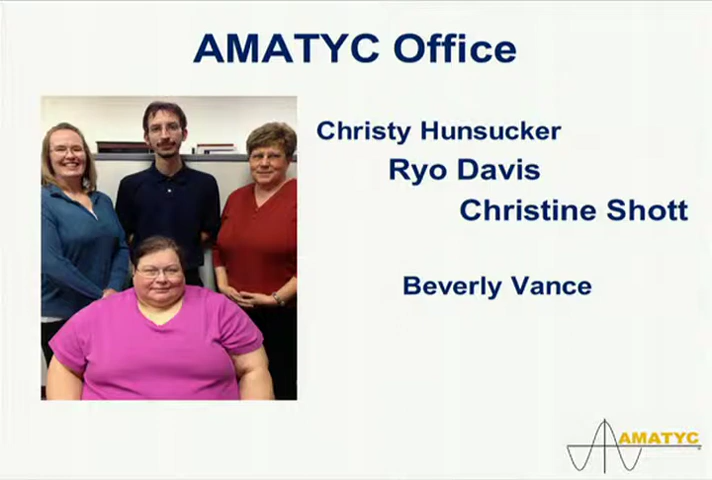 AMATYC Office
Christy Hunsucker
Ryo Davis
Christine Shott
Beverly Vance
AMATYC